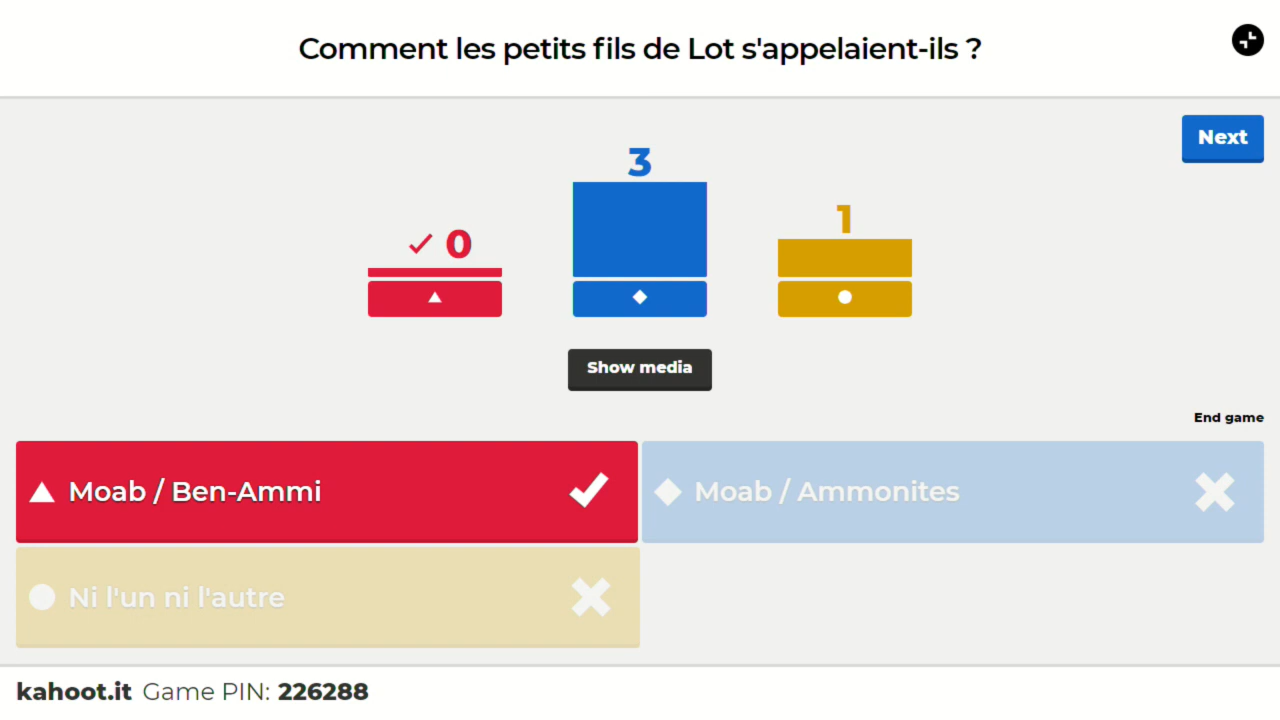 Comment les petits fils de Lot s'appelaient-ils ?
Next
3
1
0
Show media
End game
Moab / Ben-Ammi
Moab / Ammonites
Ni l'un ni l'autre
kahoot.it Game PIN: 226288